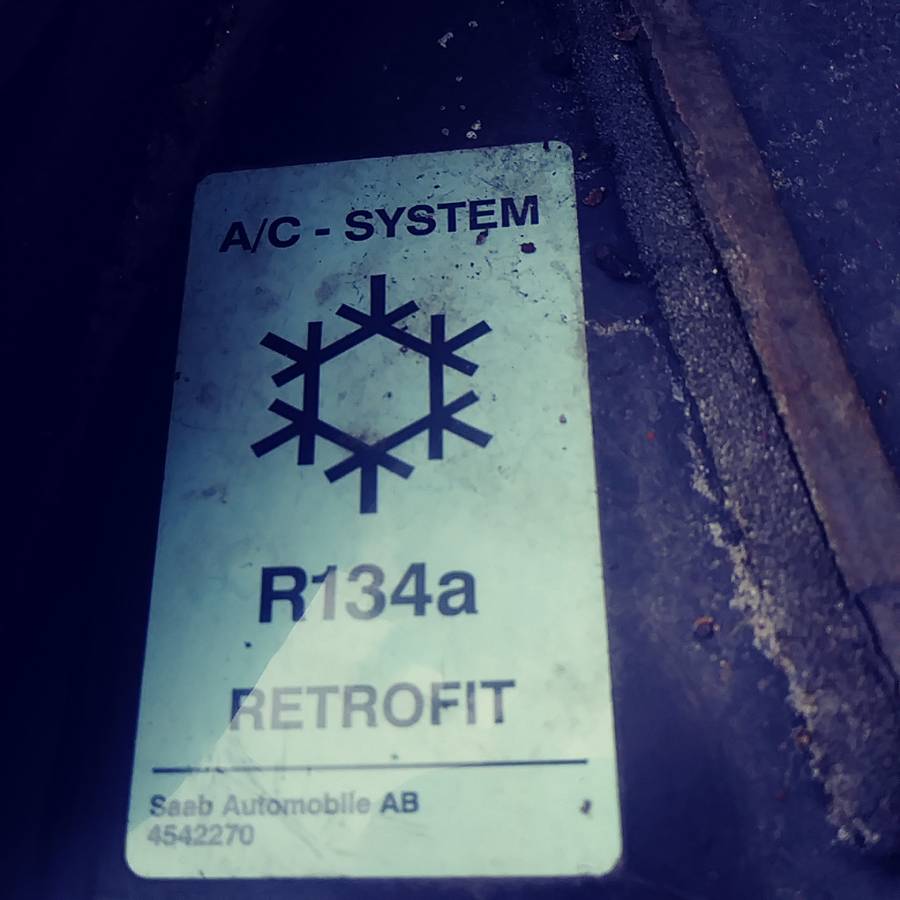 A/C - SYSTEM
R134a
RETROFIT
Saab Automobile AB
4542270